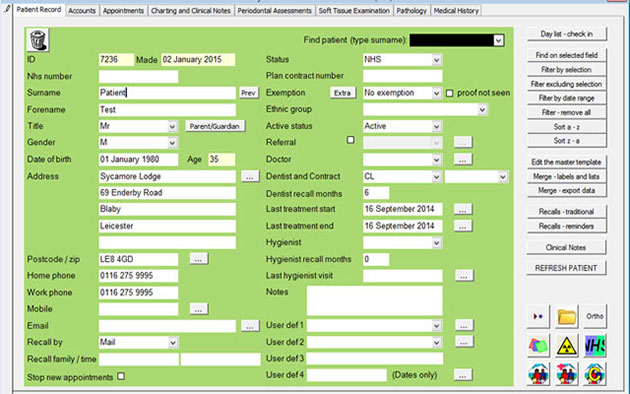 Patient Record Accounts Appointments Charting and Clinical Notes Periodontal Assessments Soft Tissue Examination Pathology Medical History
Find patient (type surname):
ID 7236 Made 02 January 2015 Status NHS
Nhs number Plan contract number
Surname Patient Prev Exemption Extra No exemption proof not seen
Forename Test Ethnic group
Title Mr Parent/Guardian Active status Active
Gender M Referral ...
Date of birth 01 January 1980 Age 35 Doctor ...
Address Sycamore Lodge ... Dentist and Contract CL
69 Enderby Road Dentist recall months 6
Blaby Last treatment start 16 September 2014 ...
Leicester Last treatment end 16 September 2014 ...
Hygienist
Postcode / zip LE8 4GD ... Hygienist recall months 0
Home phone 0116 275 9995 Last hygienist visit ...
Work phone 0116 275 9995 Notes
Mobile ...
Email ... User def 1 ...
Recall by Mail User def 2 ...
Recall family / time User def 3
Stop new appointments User def 4 (Dates only) ...
Day list - check in
Find on selected field
Filter by selection
Filter excluding selection
Filter by date range
Filter - remove all
Sort a - z
Sort z - a
Edit the master template
Merge - labels and lists
Merge - export data
Recalls - traditional
Recalls - reminders
Clinical Notes
REFRESH PATIENT
Ortho
NHS